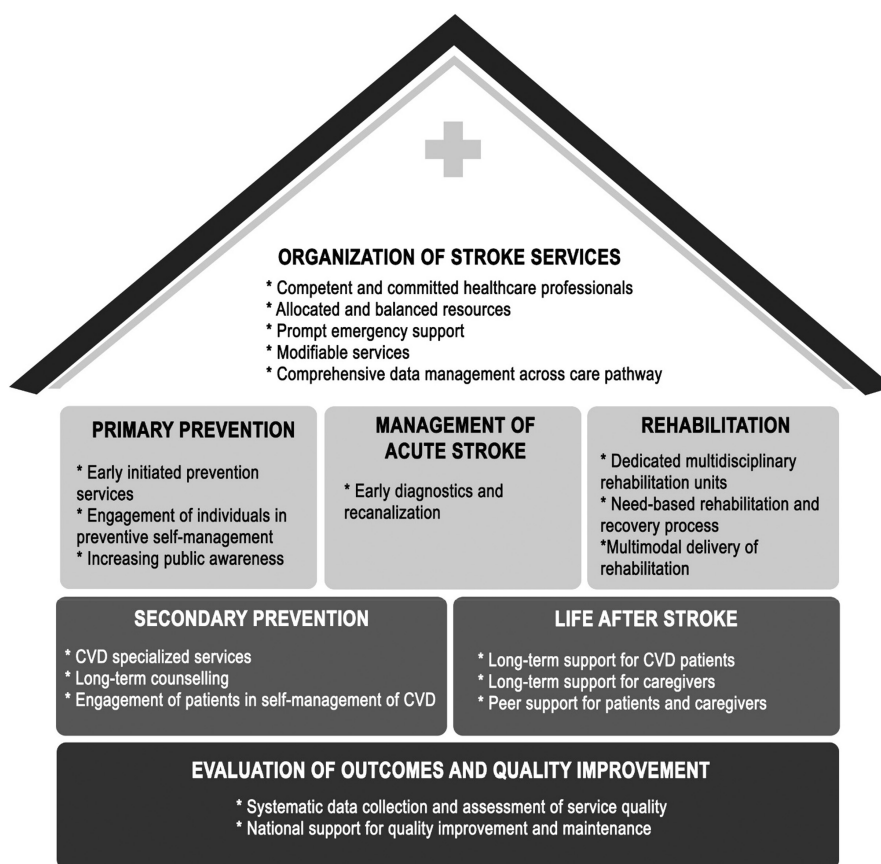 ORGANIZATION OF STROKE SERVICES
* Competent and committed healthcare professionals
* Allocated and balanced resources
* Prompt emergency support
* Modifiable services
* Comprehensive data management across care pathway
PRIMARY PREVENTION
* Early initiated prevention
services
* Engagement of individuals in
preventive self-management
* Increasing public awareness
MANAGEMENT OF
ACUTE STROKE
* Early diagnostics and
recanalization
REHABILITATION
* Dedicated multidisciplinary
rehabilitation units
* Need-based rehabilitation and
recovery process
*Multimodal delivery of
rehabilitation
SECONDARY PREVENTION
* CVD specialized services
* Long-term counselling
* Engagement of patients in self-management of CVD
LIFE AFTER STROKE
* Long-term support for CVD patients
* Long-term support for caregivers
* Peer support for patients and caregivers
EVALUATION OF OUTCOMES AND QUALITY IMPROVEMENT
* Systematic data collection and assessment of service quality
* National support for quality improvement and maintenance